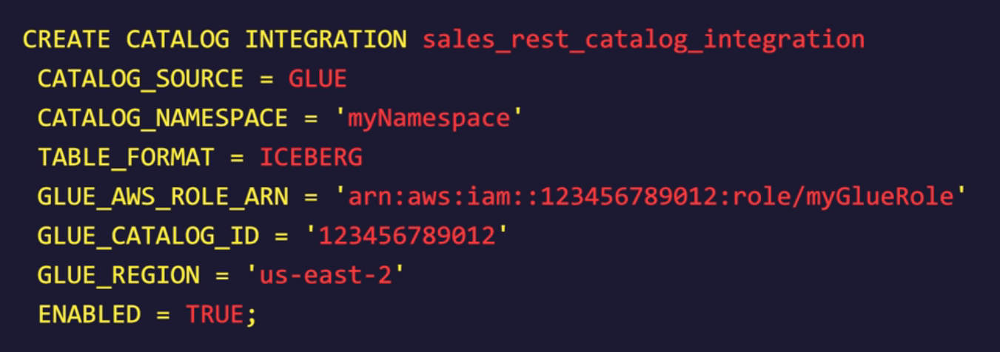 CREATE CATALOG INTEGRATION sales_rest_catalog_integration
CATALOG_SOURCE = GLUE
CATALOG_NAMESPACE = 'myNamespace'
TABLE_FORMAT = ICEBERG
GLUE_AWS_ROLE_ARN = 'arn:aws:iam::123456789012:role/myGlueRole'
GLUE_CATALOG_ID = '123456789012'
GLUE_REGION = 'us-east-2'
ENABLED = TRUE;